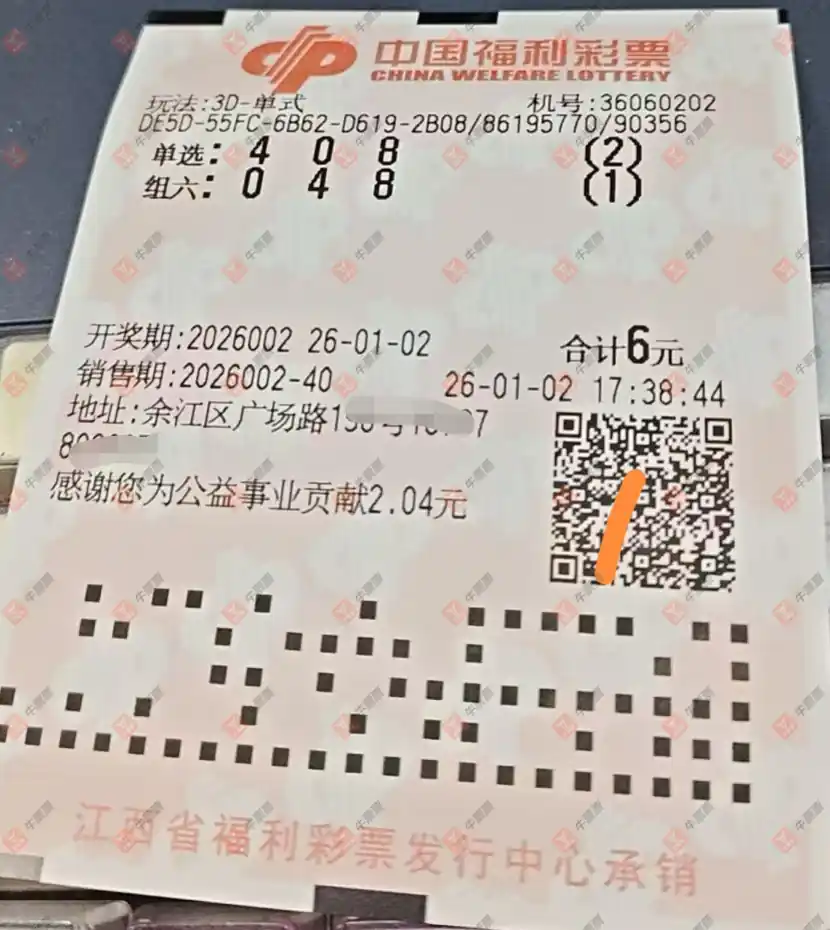 中国福利彩票
CHINA WELFARE LOTTERY
玩法:3D-单式 机号:36060202
DE5D-55FC-6B62-D619-2B08/86195770/90356
单选: 4 0 8 (2)
组六: 0 4 8 (1)
开奖期:2026002 26-01-02 合计6元
销售期:2026002-40 26-01-02 17:38:44
地址:余江区广场路
感谢您为公益事业贡献2.04元
江西省福利彩票发行中心承销